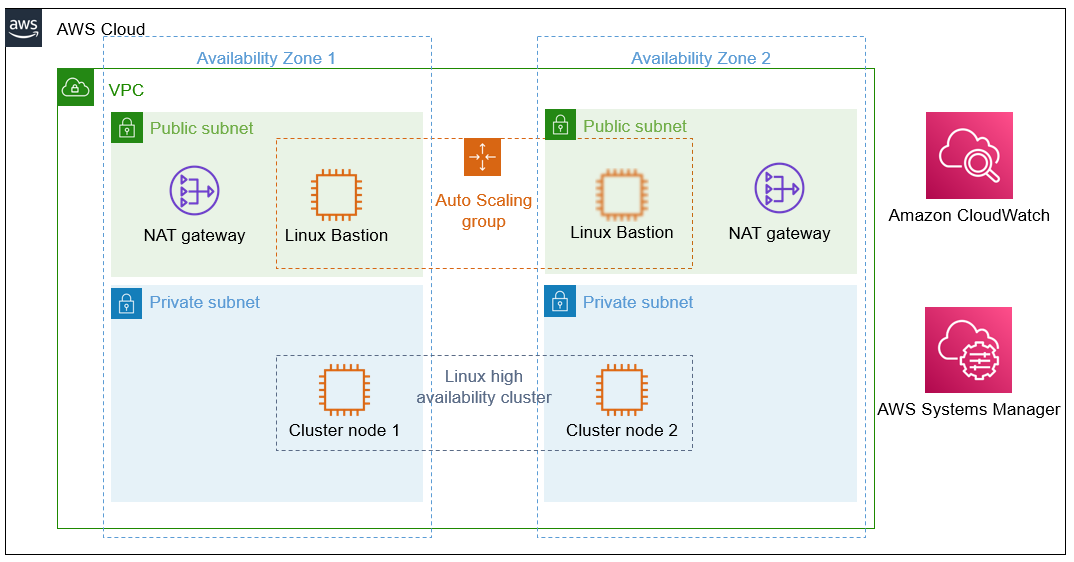 aws
AWS Cloud
Availability Zone 1
Availability Zone 2
VPC
Public subnet
Public subnet
Auto Scaling
group
NAT gateway
Linux Bastion
Linux Bastion
NAT gateway
Amazon CloudWatch
Private subnet
Private subnet
Linux high
availability cluster
Cluster node 1
Cluster node 2
AWS Systems Manager